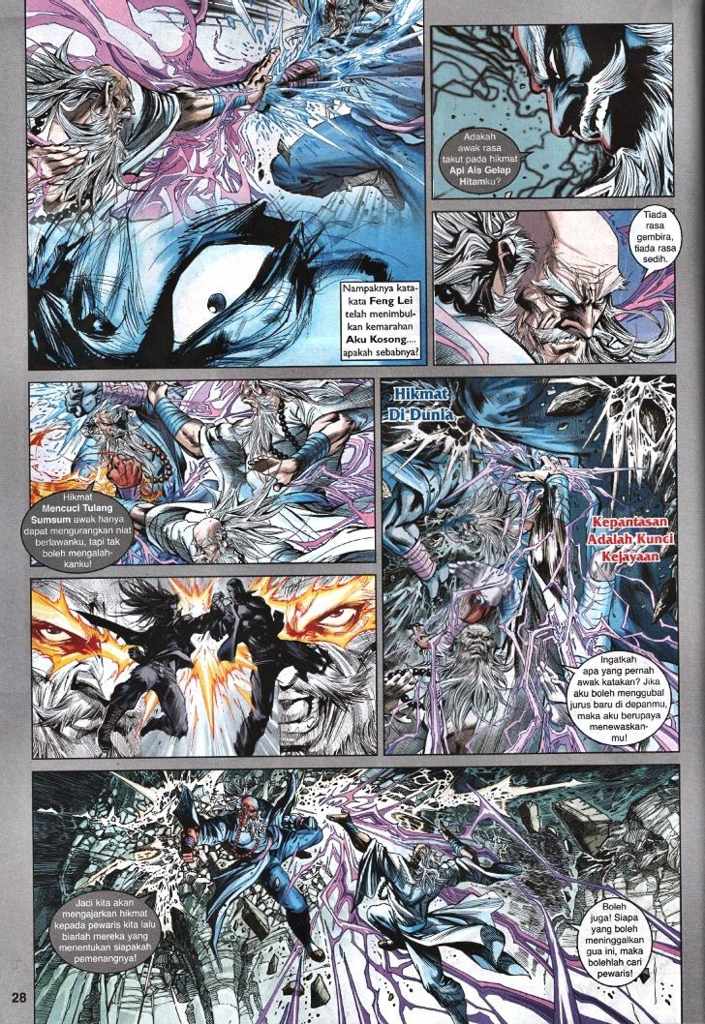 Nampaknya kata-
kata Feng Lei
telah menimbul-
kan kemarahan
Aku Kosong....
apakah sebabnya?
Adakah
awak rasa
takut pada hikmat
Api Ais Gelap
Hitamku?
Tiada
rasa
gembira,
tiada rasa
sedih.
Hikmat
Mencuci Tulang
Sumsum awak hanya
dapat mengurangkan niat
berlawanku, tapi tak
boleh mengalah-
kanku!
Hikmat
Di Dunia
Kepantasan
Adalah Kunci
Kejayaan
Ingatkah
apa yang pernah
awak katakan? Jika
aku boleh menggubal
jurus baru di depanmu,
maka aku berupaya
menewaskan-
mu!
Jadi kita akan
mengajarkan hikmat
kepada pewaris kita lalu
biarlah mereka yang
menentukan siapakah
pemenangnya!
Boleh
juga! Siapa
yang boleh
meninggalkan
gua ini, maka
bolehlah cari
pewaris!
28